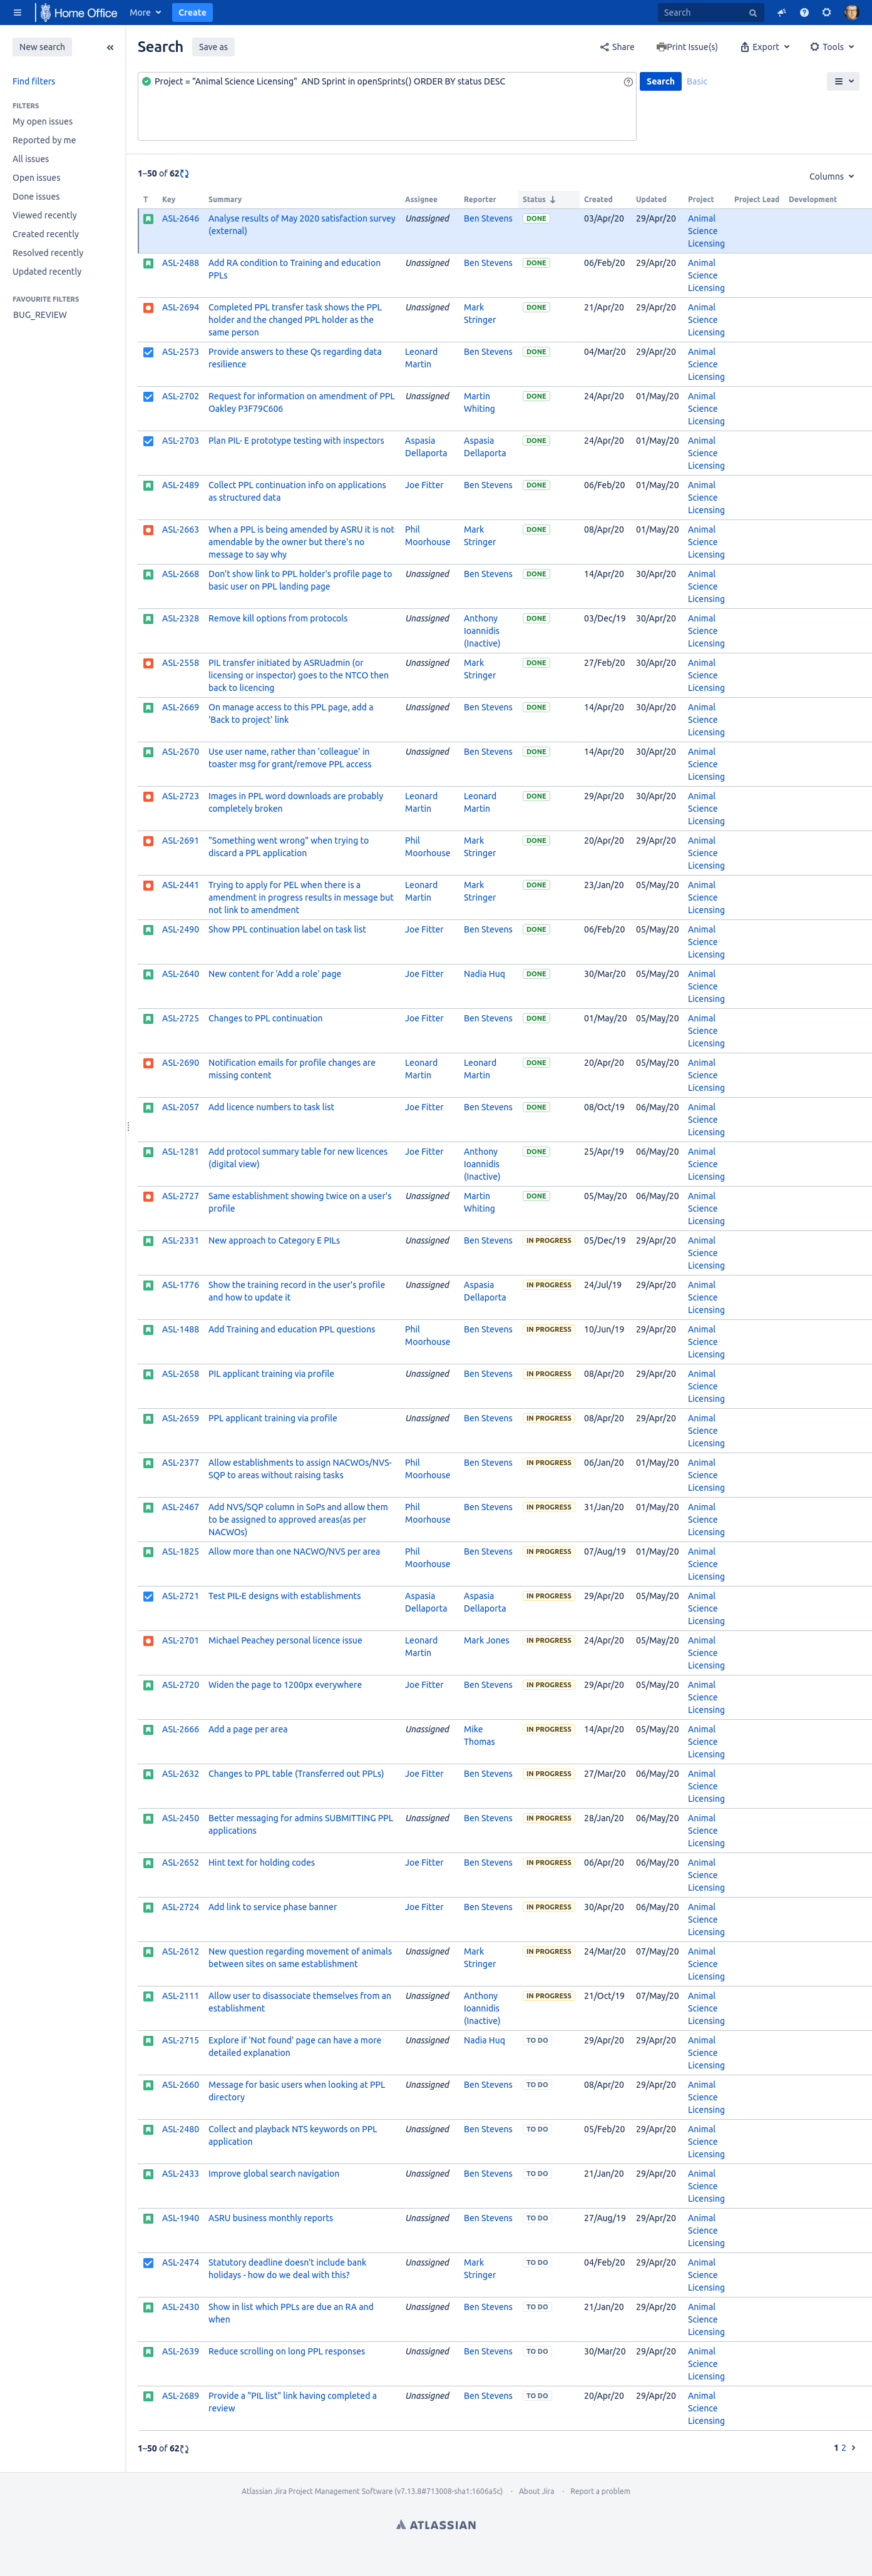 Home Office More Create Search
New search
Find filters
FILTERS
My open issues
Reported by me
All issues
Open issues
Done issues
Viewed recently
Created recently
Resolved recently
Updated recently
FAVOURITE FILTERS
BUG_REVIEW
Search Save as Share Print Issue(s) Export Tools
Project = "Animal Science Licensing"  AND Sprint in openSprints() ORDER BY status DESC Search Basic
1–50 of 62 Columns
T Key Summary Assignee Reporter Status Created Updated Project Project Lead Development
ASL-2646 Analyse results of May 2020 satisfaction survey (external) Unassigned Ben Stevens DONE 03/Apr/20 29/Apr/20 Animal Science Licensing
ASL-2488 Add RA condition to Training and education PPLs Unassigned Ben Stevens DONE 06/Feb/20 29/Apr/20 Animal Science Licensing
ASL-2694 Completed PPL transfer task shows the PPL holder and the changed PPL holder as the same person Unassigned Mark Stringer DONE 21/Apr/20 29/Apr/20 Animal Science Licensing
ASL-2573 Provide answers to these Qs regarding data resilience Leonard Martin Ben Stevens DONE 04/Mar/20 29/Apr/20 Animal Science Licensing
ASL-2702 Request for information on amendment of PPL Oakley P3F79C606 Unassigned Martin Whiting DONE 24/Apr/20 01/May/20 Animal Science Licensing
ASL-2703 Plan PIL- E prototype testing with inspectors Aspasia Dellaporta Aspasia Dellaporta DONE 24/Apr/20 01/May/20 Animal Science Licensing
ASL-2489 Collect PPL continuation info on applications as structured data Joe Fitter Ben Stevens DONE 06/Feb/20 01/May/20 Animal Science Licensing
ASL-2663 When a PPL is being amended by ASRU it is not amendable by the owner but there's no message to say why Phil Moorhouse Mark Stringer DONE 08/Apr/20 01/May/20 Animal Science Licensing
ASL-2668 Don't show link to PPL holder's profile page to basic user on PPL landing page Unassigned Ben Stevens DONE 14/Apr/20 30/Apr/20 Animal Science Licensing
ASL-2328 Remove kill options from protocols Unassigned Anthony Ioannidis (Inactive) DONE 03/Dec/19 30/Apr/20 Animal Science Licensing
ASL-2558 PIL transfer initiated by ASRUadmin (or licensing or inspector) goes to the NTCO then back to licencing Unassigned Mark Stringer DONE 27/Feb/20 30/Apr/20 Animal Science Licensing
ASL-2669 On manage access to this PPL page, add a 'Back to project' link Unassigned Ben Stevens DONE 14/Apr/20 30/Apr/20 Animal Science Licensing
ASL-2670 Use user name, rather than 'colleague' in toaster msg for grant/remove PPL access Unassigned Ben Stevens DONE 14/Apr/20 30/Apr/20 Animal Science Licensing
ASL-2723 Images in PPL word downloads are probably completely broken Leonard Martin Leonard Martin DONE 29/Apr/20 30/Apr/20 Animal Science Licensing
ASL-2691 "Something went wrong" when trying to discard a PPL application Phil Moorhouse Mark Stringer DONE 20/Apr/20 29/Apr/20 Animal Science Licensing
ASL-2441 Trying to apply for PEL when there is a amendment in progress results in message but not link to amendment Leonard Martin Mark Stringer DONE 23/Jan/20 05/May/20 Animal Science Licensing
ASL-2490 Show PPL continuation label on task list Joe Fitter Ben Stevens DONE 06/Feb/20 05/May/20 Animal Science Licensing
ASL-2640 New content for 'Add a role' page Joe Fitter Nadia Huq DONE 30/Mar/20 05/May/20 Animal Science Licensing
ASL-2725 Changes to PPL continuation Joe Fitter Ben Stevens DONE 01/May/20 05/May/20 Animal Science Licensing
ASL-2690 Notification emails for profile changes are missing content Leonard Martin Leonard Martin DONE 20/Apr/20 05/May/20 Animal Science Licensing
ASL-2057 Add licence numbers to task list Joe Fitter Ben Stevens DONE 08/Oct/19 06/May/20 Animal Science Licensing
ASL-1281 Add protocol summary table for new licences (digital view) Joe Fitter Anthony Ioannidis (Inactive) DONE 25/Apr/19 06/May/20 Animal Science Licensing
ASL-2727 Same establishment showing twice on a user's profile Unassigned Martin Whiting DONE 05/May/20 06/May/20 Animal Science Licensing
ASL-2331 New approach to Category E PILs Unassigned Ben Stevens IN PROGRESS 05/Dec/19 29/Apr/20 Animal Science Licensing
ASL-1776 Show the training record in the user's profile and how to update it Unassigned Aspasia Dellaporta IN PROGRESS 24/Jul/19 29/Apr/20 Animal Science Licensing
ASL-1488 Add Training and education PPL questions Phil Moorhouse Ben Stevens IN PROGRESS 10/Jun/19 29/Apr/20 Animal Science Licensing
ASL-2658 PIL applicant training via profile Unassigned Ben Stevens IN PROGRESS 08/Apr/20 29/Apr/20 Animal Science Licensing
ASL-2659 PPL applicant training via profile Unassigned Ben Stevens IN PROGRESS 08/Apr/20 29/Apr/20 Animal Science Licensing
ASL-2377 Allow establishments to assign NACWOs/NVS-SQP to areas without raising tasks Phil Moorhouse Ben Stevens IN PROGRESS 06/Jan/20 01/May/20 Animal Science Licensing
ASL-2467 Add NVS/SQP column in SoPs and allow them to be assigned to approved areas(as per NACWOs) Phil Moorhouse Ben Stevens IN PROGRESS 31/Jan/20 01/May/20 Animal Science Licensing
ASL-1825 Allow more than one NACWO/NVS per area Phil Moorhouse Ben Stevens IN PROGRESS 07/Aug/19 01/May/20 Animal Science Licensing
ASL-2721 Test PIL-E designs with establishments Aspasia Dellaporta Aspasia Dellaporta IN PROGRESS 29/Apr/20 05/May/20 Animal Science Licensing
ASL-2701 Michael Peachey personal licence issue Leonard Martin Mark Jones IN PROGRESS 24/Apr/20 05/May/20 Animal Science Licensing
ASL-2720 Widen the page to 1200px everywhere Joe Fitter Ben Stevens IN PROGRESS 29/Apr/20 05/May/20 Animal Science Licensing
ASL-2666 Add a page per area Unassigned Mike Thomas IN PROGRESS 14/Apr/20 05/May/20 Animal Science Licensing
ASL-2632 Changes to PPL table (Transferred out PPLs) Joe Fitter Ben Stevens IN PROGRESS 27/Mar/20 06/May/20 Animal Science Licensing
ASL-2450 Better messaging for admins SUBMITTING PPL applications Unassigned Ben Stevens IN PROGRESS 28/Jan/20 06/May/20 Animal Science Licensing
ASL-2652 Hint text for holding codes Joe Fitter Ben Stevens IN PROGRESS 06/Apr/20 06/May/20 Animal Science Licensing
ASL-2724 Add link to service phase banner Joe Fitter Ben Stevens IN PROGRESS 30/Apr/20 06/May/20 Animal Science Licensing
ASL-2612 New question regarding movement of animals between sites on same establishment Unassigned Mark Stringer IN PROGRESS 24/Mar/20 07/May/20 Animal Science Licensing
ASL-2111 Allow user to disassociate themselves from an establishment Unassigned Anthony Ioannidis (Inactive) IN PROGRESS 21/Oct/19 07/May/20 Animal Science Licensing
ASL-2715 Explore if 'Not found' page can have a more detailed explanation Unassigned Nadia Huq TO DO 29/Apr/20 29/Apr/20 Animal Science Licensing
ASL-2660 Message for basic users when looking at PPL directory Unassigned Ben Stevens TO DO 08/Apr/20 29/Apr/20 Animal Science Licensing
ASL-2480 Collect and playback NTS keywords on PPL application Unassigned Ben Stevens TO DO 05/Feb/20 29/Apr/20 Animal Science Licensing
ASL-2433 Improve global search navigation Unassigned Ben Stevens TO DO 21/Jan/20 29/Apr/20 Animal Science Licensing
ASL-1940 ASRU business monthly reports Unassigned Ben Stevens TO DO 27/Aug/19 29/Apr/20 Animal Science Licensing
ASL-2474 Statutory deadline doesn't include bank holidays - how do we deal with this? Unassigned Mark Stringer TO DO 04/Feb/20 29/Apr/20 Animal Science Licensing
ASL-2430 Show in list which PPLs are due an RA and when Unassigned Ben Stevens TO DO 21/Jan/20 29/Apr/20 Animal Science Licensing
ASL-2639 Reduce scrolling on long PPL responses Unassigned Ben Stevens TO DO 30/Mar/20 29/Apr/20 Animal Science Licensing
ASL-2689 Provide a "PIL list" link having completed a review Unassigned Ben Stevens TO DO 20/Apr/20 29/Apr/20 Animal Science Licensing
1–50 of 62 1 2
Atlassian Jira Project Management Software (v7.13.8#713008-sha1:1606a5c) · About Jira · Report a problem
ATLASSIAN